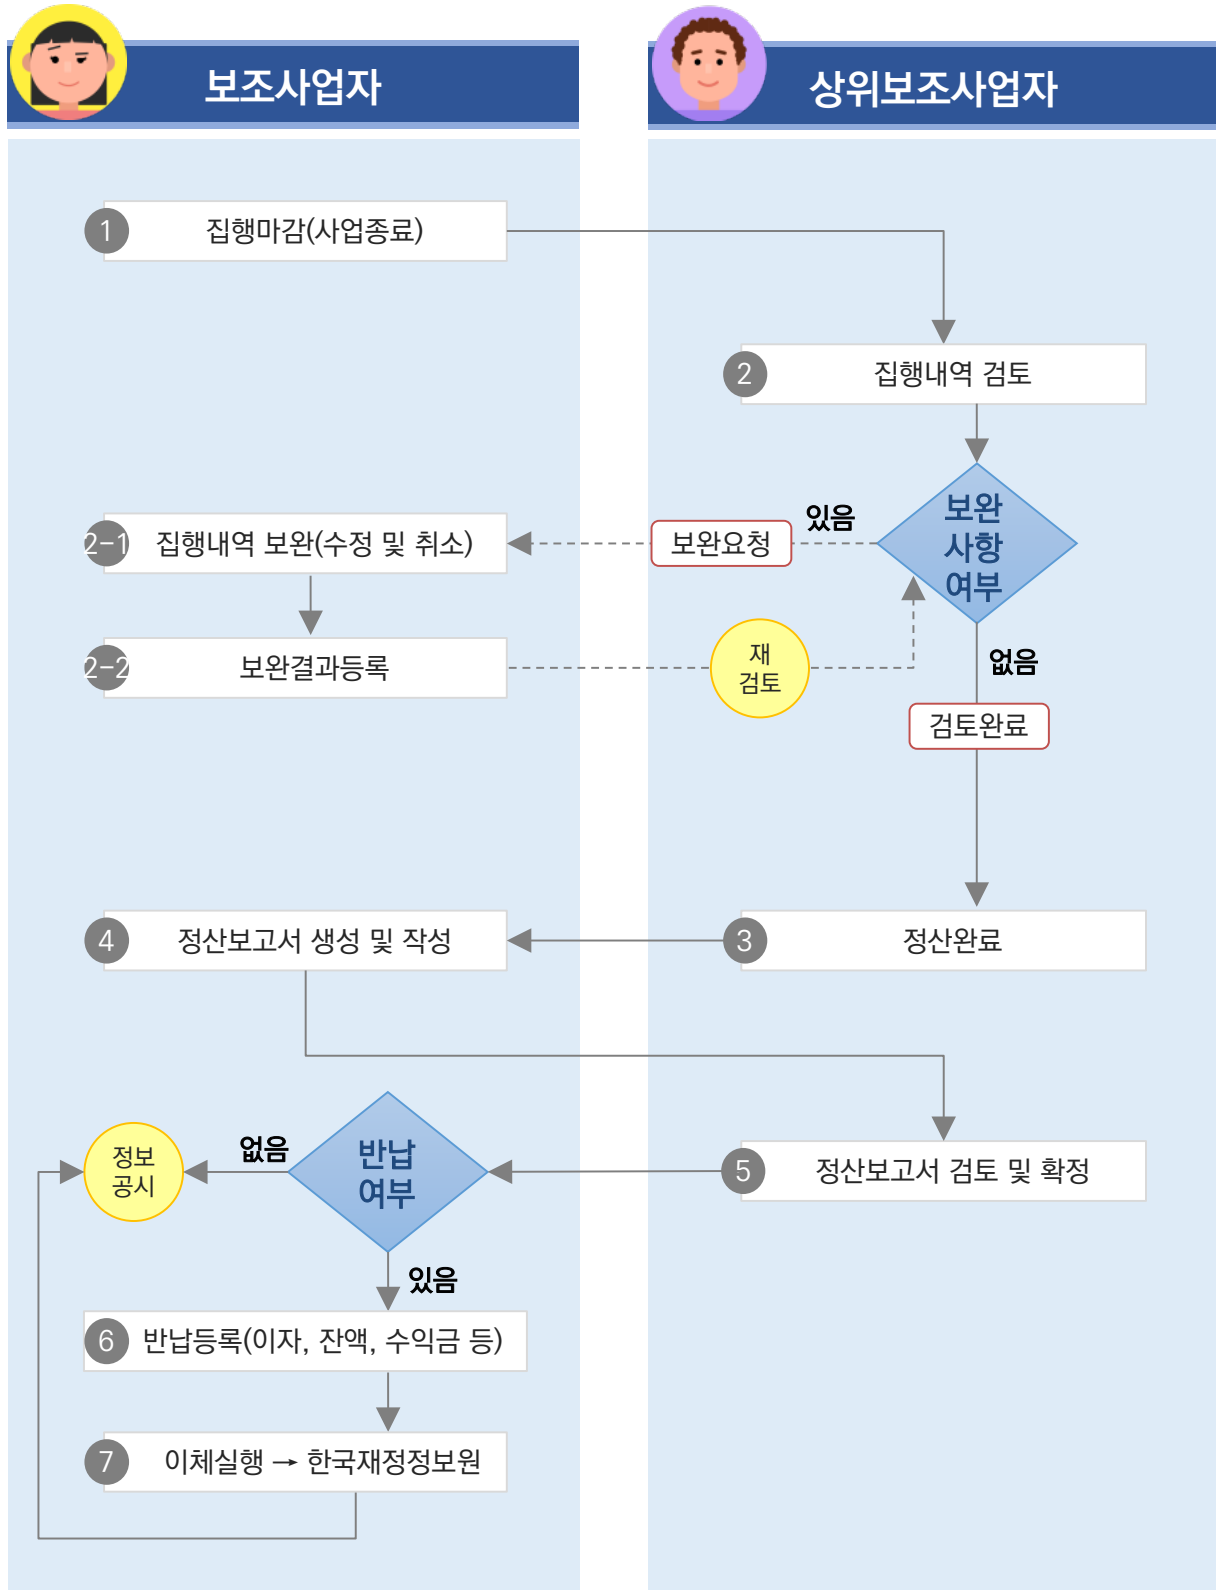 보조사업자
상위보조사업자
1 집행마감(사업종료)
2 집행내역 검토
보완
사항
여부
있음
보완요청
2-1 집행내역 보완(수정 및 취소)
2-2 보완결과등록
재
검토
없음
검토완료
4 정산보고서 생성 및 작성
3 정산완료
5 정산보고서 검토 및 확정
반납
여부
없음
정보
공시
있음
6 반납등록(이자, 잔액, 수익금 등)
7 이체실행 → 한국재정정보원